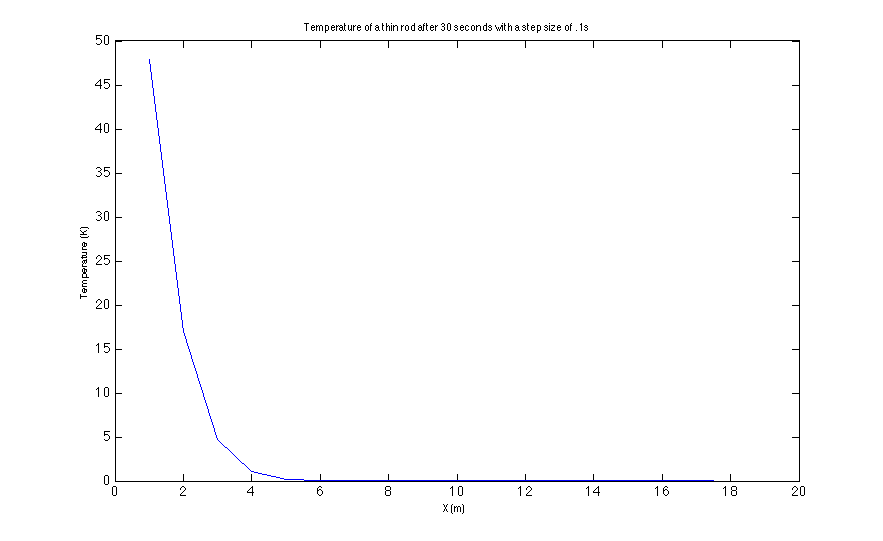 Temperature of a thin rod after 30 seconds with a step size of .1s
50
45
40
35
30
25
20
15
10
5
0
Temperature (K)
0 2 4 6 8 10 12 14 16 18 20
X (m)